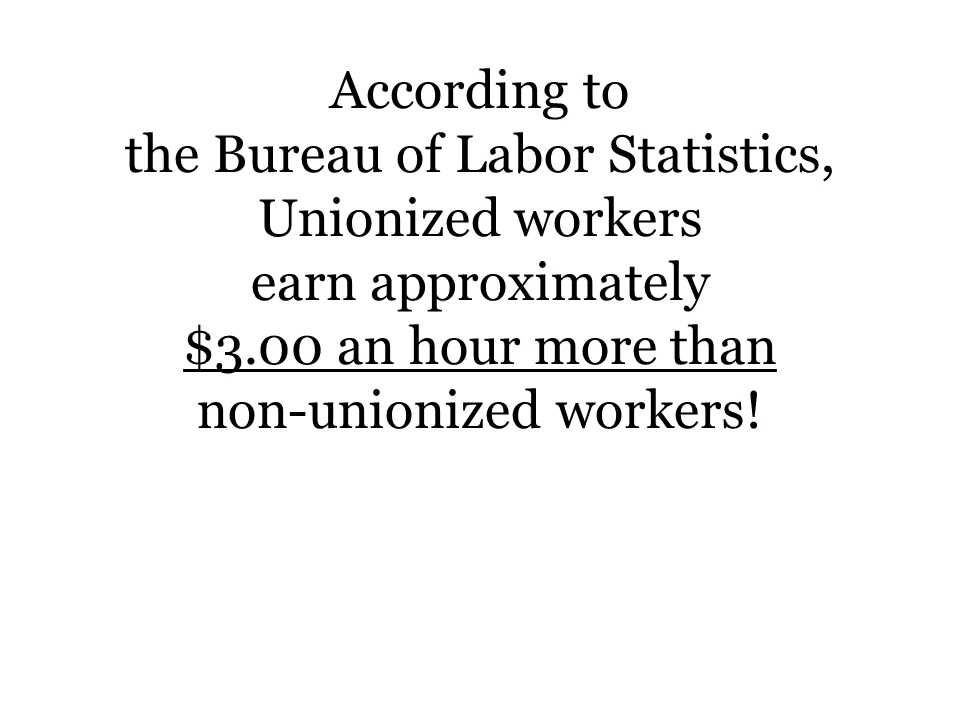 According to
the Bureau of Labor Statistics,
Unionized workers
earn approximately
$3.00 an hour more than
non-unionized workers!